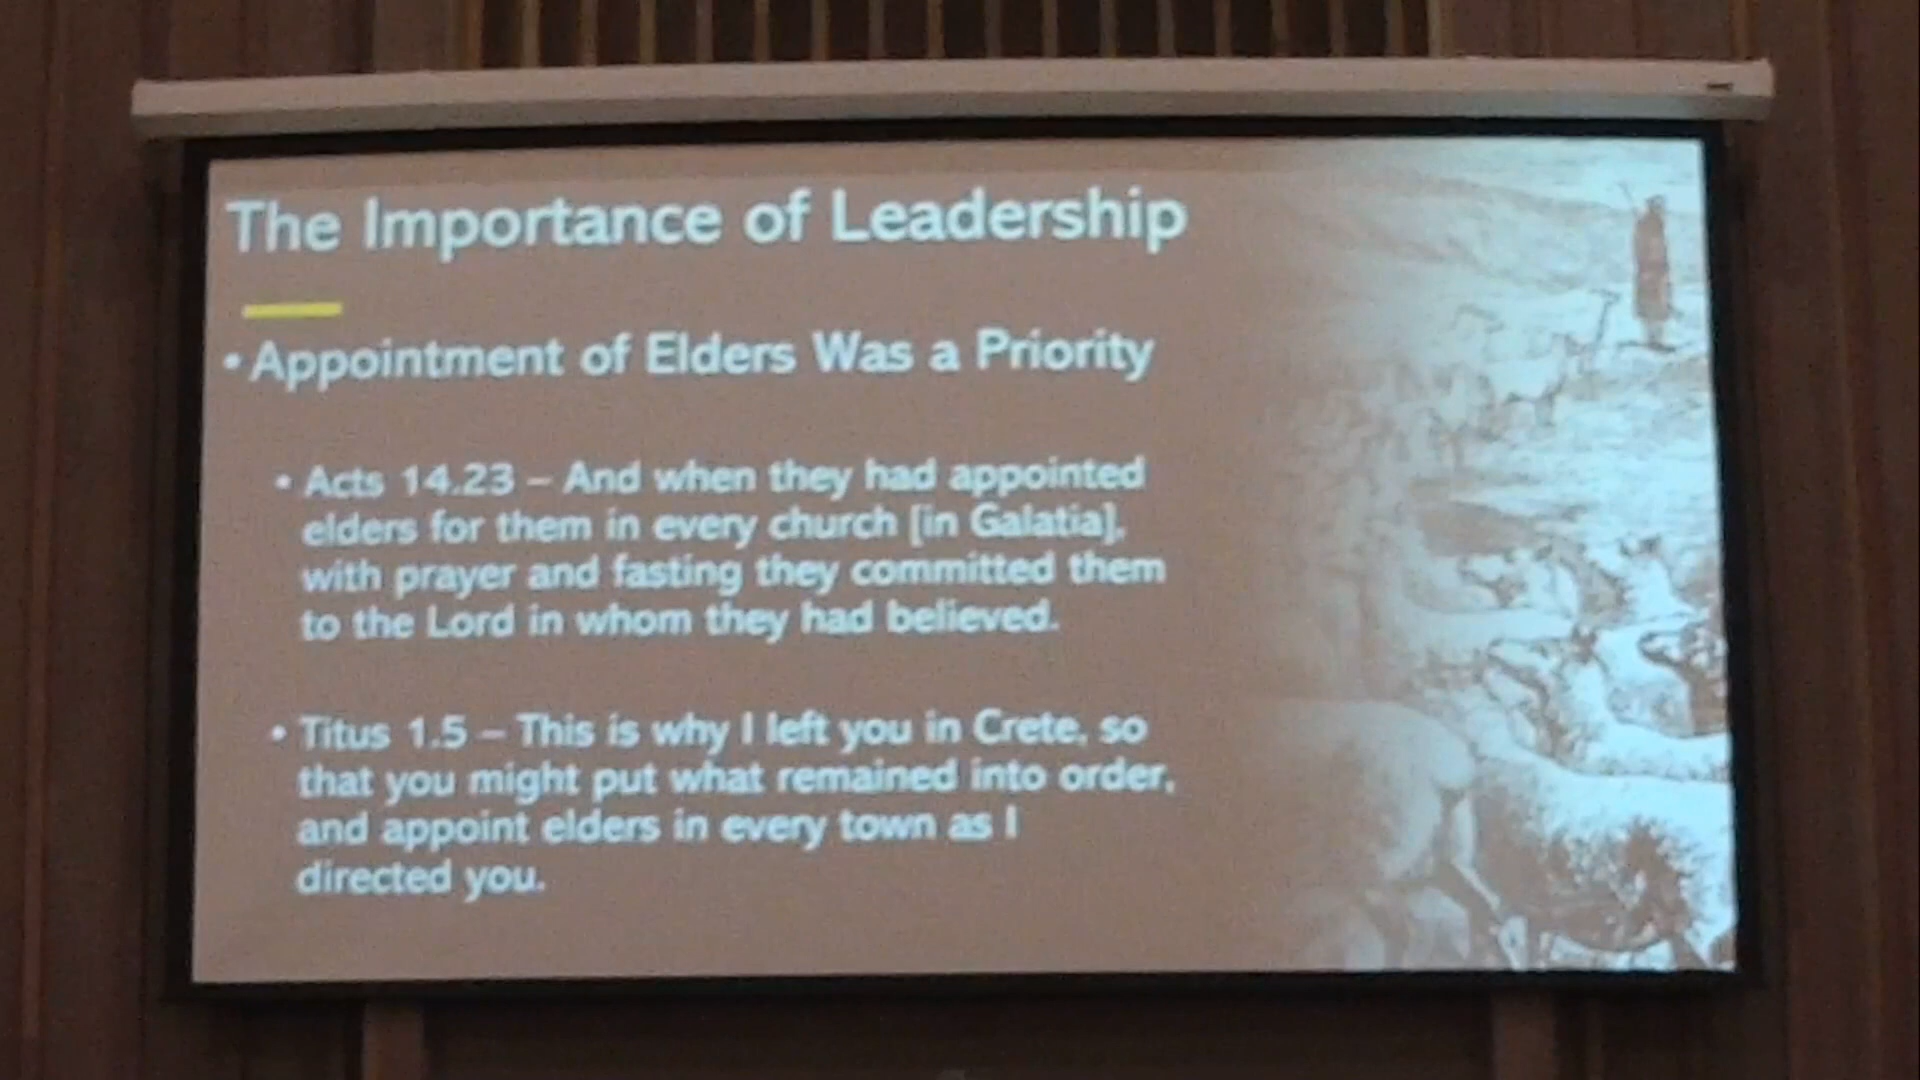 The Importance of Leadership
• Appointment of Elders Was a Priority
• Acts 14.23 – And when they had appointed
elders for them in every church [in Galatia],
with prayer and fasting they committed them
to the Lord in whom they had believed.
• Titus 1.5 – This is why I left you in Crete, so
that you might put what remained into order,
and appoint elders in every town as I
directed you.